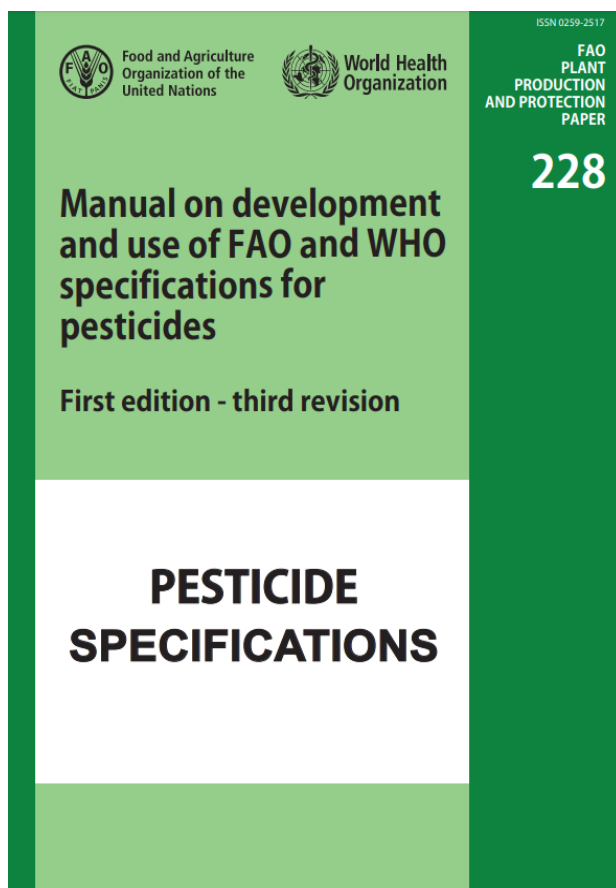 ISSN 0259-2517
Food and Agriculture
Organization of the
United Nations
World Health
Organization
FAO
PLANT
PRODUCTION
AND PROTECTION
PAPER
228
Manual on development
and use of FAO and WHO
specifications for
pesticides
First edition - third revision
PESTICIDE
SPECIFICATIONS
F A O
FIAT PANIS